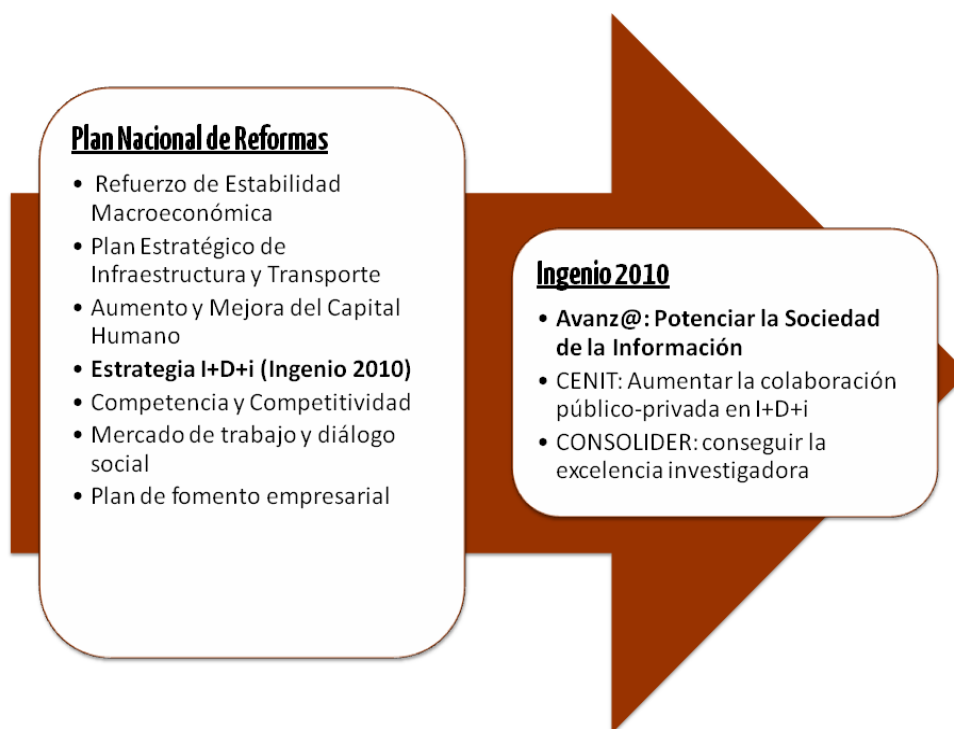 Plan Nacional de Reformas
• Refuerzo de Estabilidad
Macroeconómica
• Plan Estratégico de
Infraestructura y Transporte
• Aumento y Mejora del Capital
Humano
• Estrategia I+D+i (Ingenio 2010)
• Competencia y Competitividad
• Mercado de trabajo y diálogo
social
• Plan de fomento empresarial
Ingenio 2010
• Avanz@: Potenciar la Sociedad
de la Información
• CENIT: Aumentar la colaboración
público-privada en I+D+i
• CONSOLIDER: conseguir la
excelencia investigadora